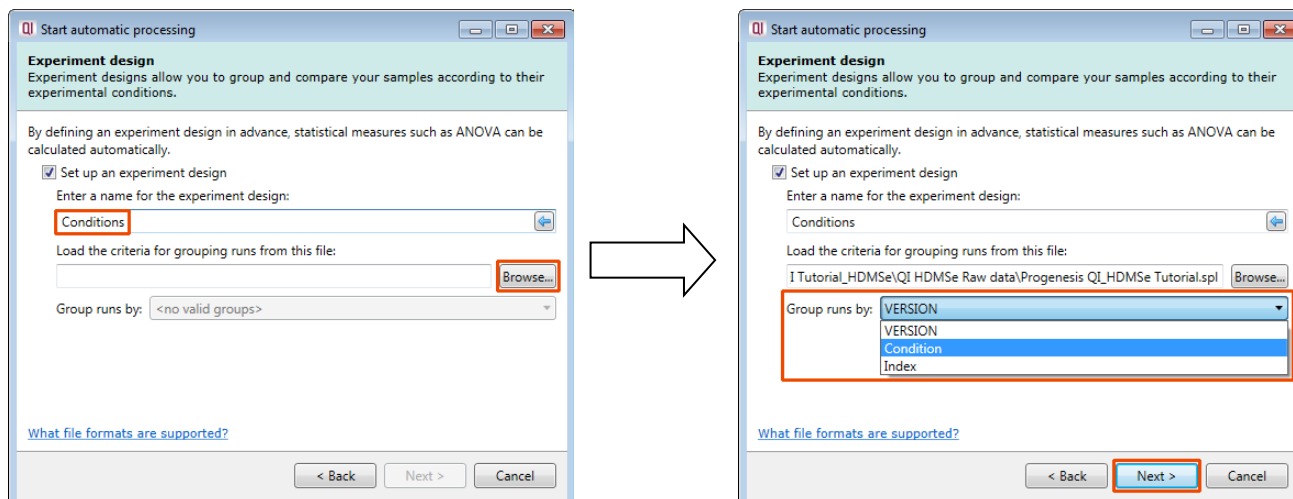 QI Start automatic processing
Experiment design
Experiment designs allow you to group and compare your samples according to their
experimental conditions.
By defining an experiment design in advance, statistical measures such as ANOVA can be
calculated automatically.
Set up an experiment design
Enter a name for the experiment design:
Conditions
Load the criteria for grouping runs from this file:
Browse...
Group runs by: <no valid groups>
What file formats are supported?
< Back Next > Cancel
QI Start automatic processing
Experiment design
Experiment designs allow you to group and compare your samples according to their
experimental conditions.
By defining an experiment design in advance, statistical measures such as ANOVA can be
calculated automatically.
Set up an experiment design
Enter a name for the experiment design:
Conditions
Load the criteria for grouping runs from this file:
I Tutorial_HDMSe\QI HDMSe Raw data\Progenesis QI_HDMSe Tutorial.spl Browse...
Group runs by: VERSION
VERSION
Condition
Index
What file formats are supported?
< Back Next > Cancel